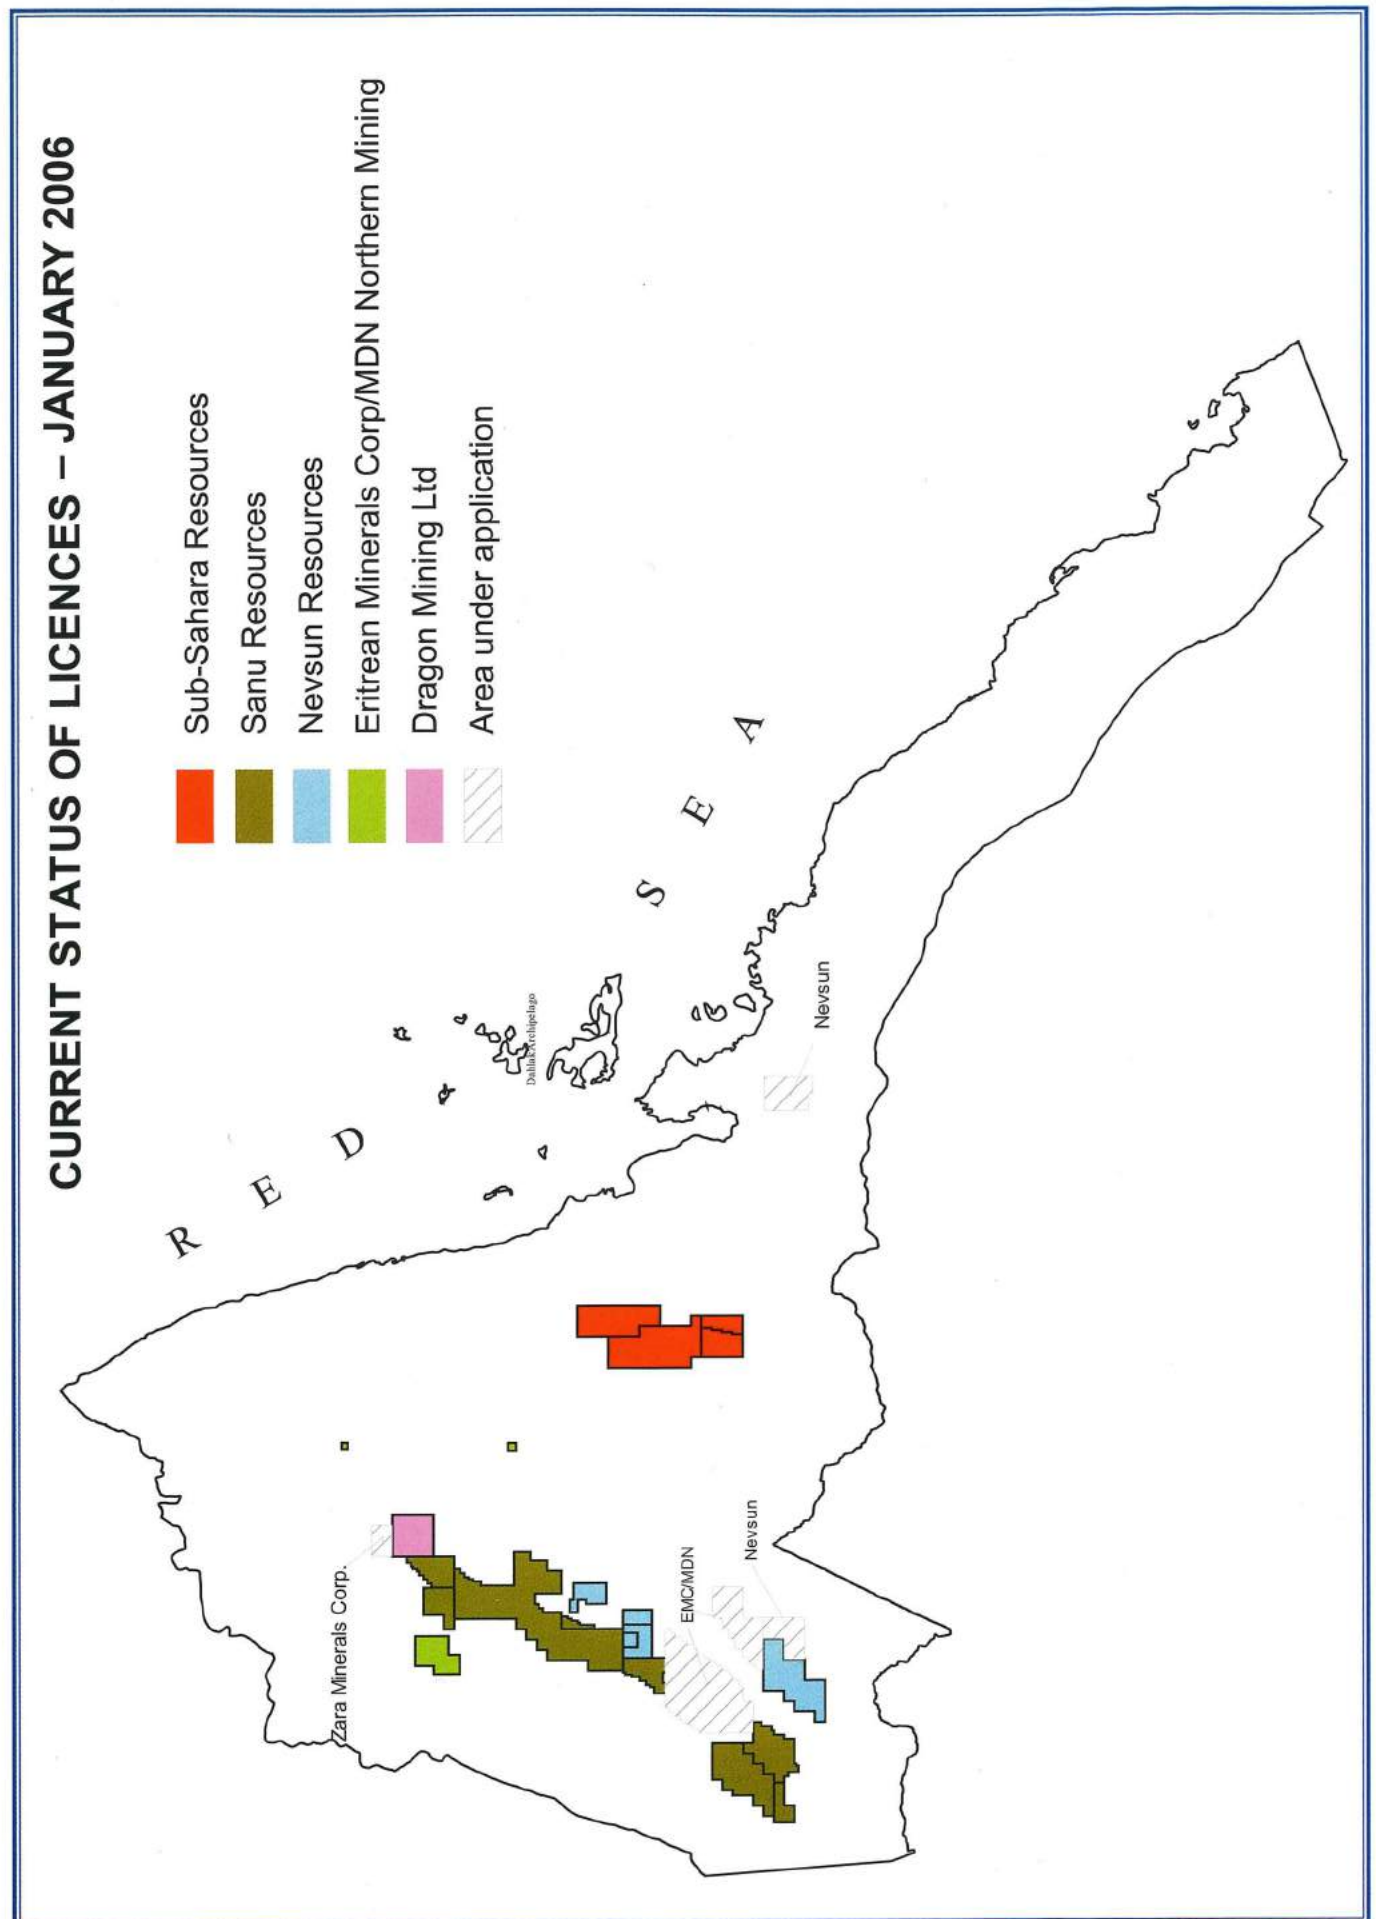 CURRENT STATUS OF LICENCES – JANUARY 2006
Sub-Sahara Resources
Sanu Resources
Nevsun Resources
Eritrean Minerals Corp/MDN Northern Mining
Dragon Mining Ltd
Area under application
R E D
S E A
Dahlak Archipelago
Zara Minerals Corp.
EMC/MDN
Nevsun
Nevsun